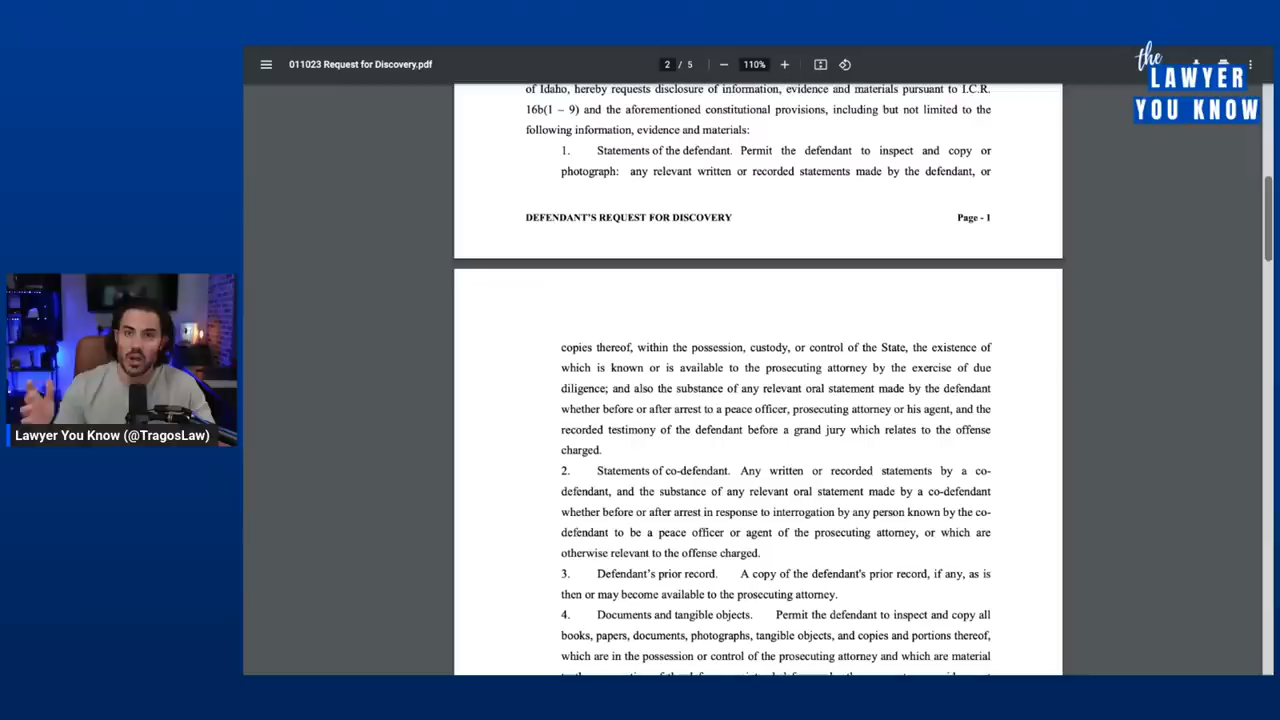 011023 Request for Discovery.pdf
2 / 5
110%
the
LAWYER
YOU KNOW
of Idaho, hereby requests disclosure of information, evidence and materials pursuant to I.C.R.
16b(1 – 9) and the aforementioned constitutional provisions, including but not limited to the
following information, evidence and materials:
1. Statements of the defendant. Permit the defendant to inspect and copy or
photograph: any relevant written or recorded statements made by the defendant, or
DEFENDANT'S REQUEST FOR DISCOVERY Page - 1
copies thereof, within the possession, custody, or control of the State, the existence of
which is known or is available to the prosecuting attorney by the exercise of due
diligence; and also the substance of any relevant oral statement made by the defendant
whether before or after arrest to a peace officer, prosecuting attorney or his agent, and the
recorded testimony of the defendant before a grand jury which relates to the offense
charged.
2. Statements of co-defendant. Any written or recorded statements by a co-
defendant, and the substance of any relevant oral statement made by a co-defendant
whether before or after arrest in response to interrogation by any person known by the co-
defendant to be a peace officer or agent of the prosecuting attorney, or which are
otherwise relevant to the offense charged.
3. Defendant's prior record. A copy of the defendant's prior record, if any, as is
then or may become available to the prosecuting attorney.
4. Documents and tangible objects. Permit the defendant to inspect and copy all
books, papers, documents, photographs, tangible objects, and copies and portions thereof,
which are in the possession or control of the prosecuting attorney and which are material
Lawyer You Know (@TragosLaw)